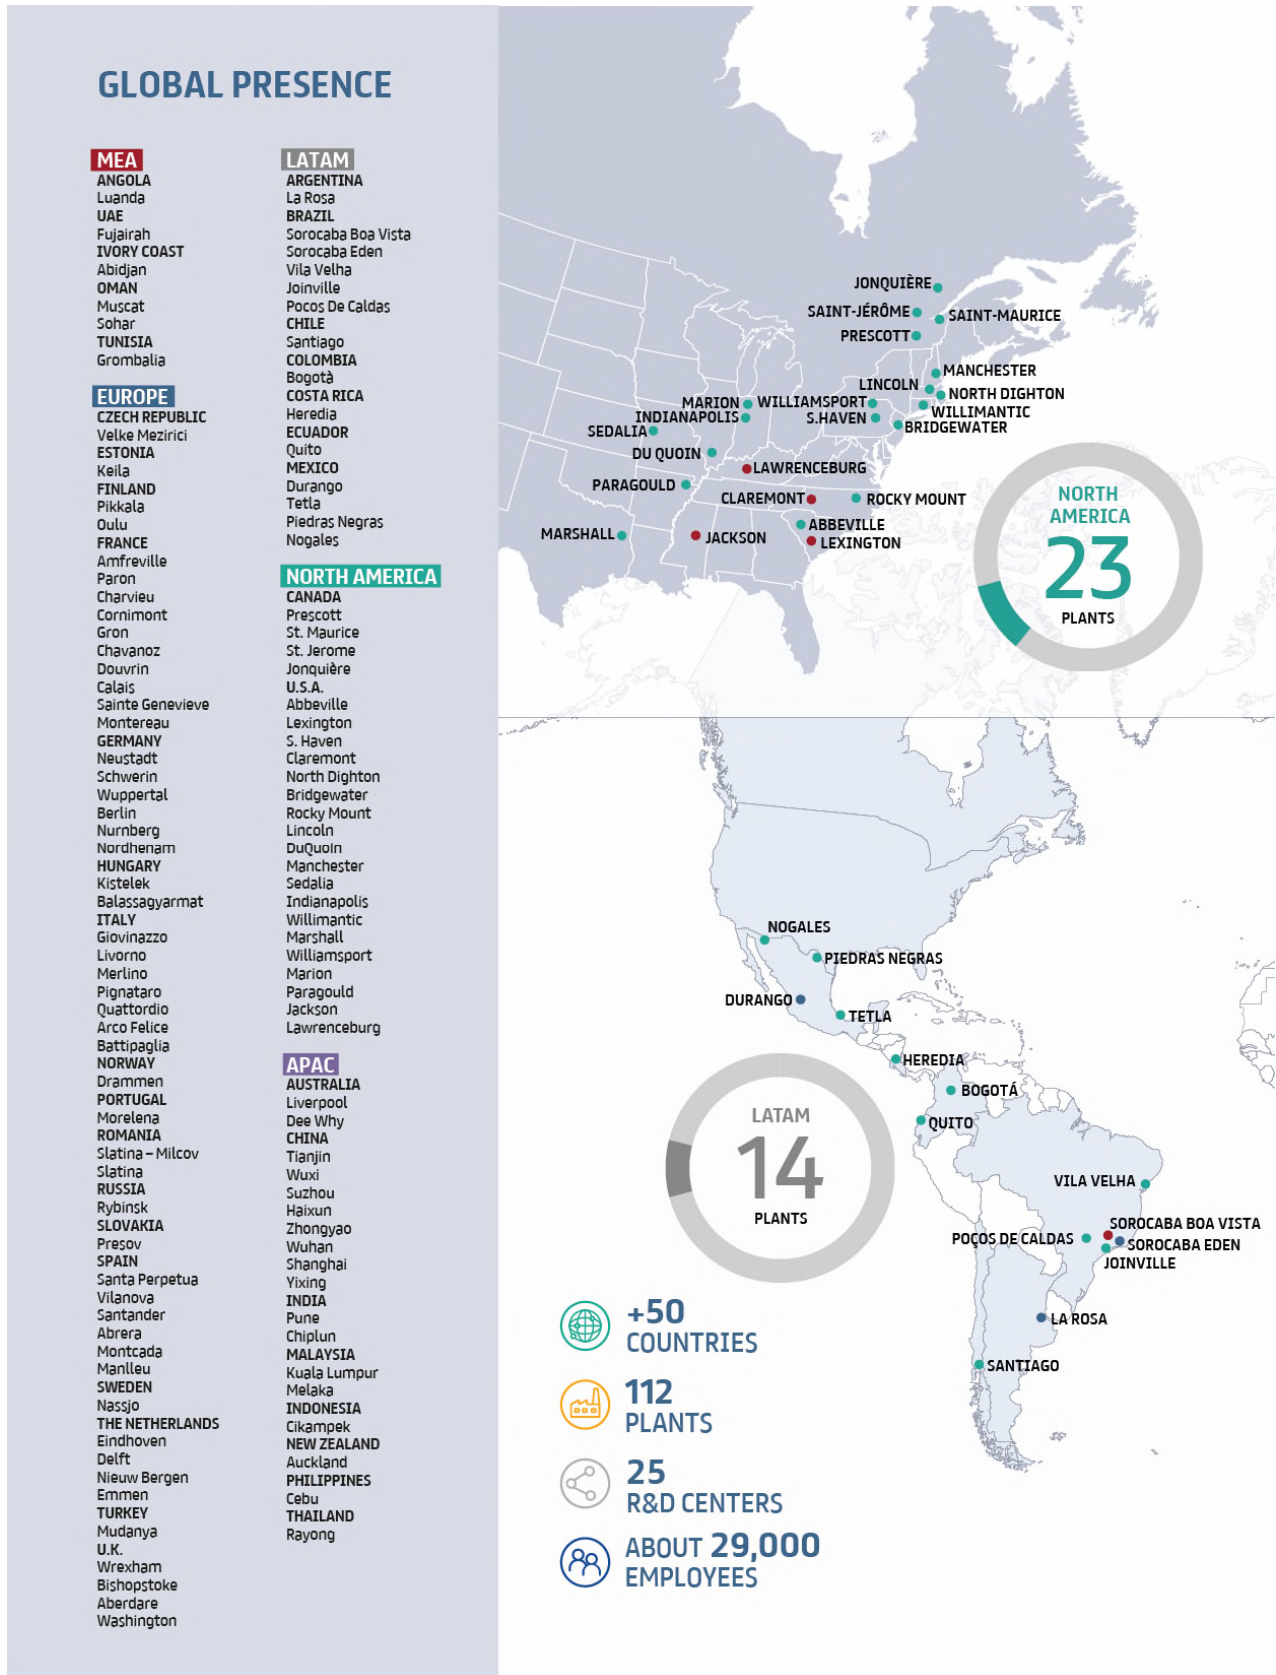 GLOBAL PRESENCE
MEA
ANGOLA
Luanda
UAE
Fujairah
IVORY COAST
Abidjan
OMAN
Muscat
Sohar
TUNISIA
Grombalia
EUROPE
CZECH REPUBLIC
Velke Mezirici
ESTONIA
Keila
FINLAND
Pikkala
Oulu
FRANCE
Amfreville
Paron
Charvieu
Cornimont
Gron
Chavanoz
Douvrin
Calais
Sainte Genevieve
Montereau
GERMANY
Neustadt
Schwerin
Wuppertal
Berlin
Nurnberg
Nordhenam
HUNGARY
Kistelek
Balassagyarmat
ITALY
Giovinazzo
Livorno
Merlino
Pignataro
Quattordio
Arco Felice
Battipaglia
NORWAY
Drammen
PORTUGAL
Morelena
ROMANIA
Slatina – Milcov
Slatina
RUSSIA
Rybinsk
SLOVAKIA
Presov
SPAIN
Santa Perpetua
Vilanova
Santander
Abrera
Montcada
Manlleu
SWEDEN
Nassjo
THE NETHERLANDS
Eindhoven
Delft
Nieuw Bergen
Emmen
TURKEY
Mudanya
U.K.
Wrexham
Bishopstoke
Aberdare
Washington
LATAM
ARGENTINA
La Rosa
BRAZIL
Sorocaba Boa Vista
Sorocaba Eden
Vila Velha
Joinville
Pocos De Caldas
CHILE
Santiago
COLOMBIA
Bogotà
COSTA RICA
Heredia
ECUADOR
Quito
MEXICO
Durango
Tetla
Piedras Negras
Nogales
NORTH AMERICA
CANADA
Prescott
St. Maurice
St. Jerome
Jonquière
U.S.A.
Abbeville
Lexington
S. Haven
Claremont
North Dighton
Bridgewater
Rocky Mount
Lincoln
DuQuoin
Manchester
Sedalia
Indianapolis
Willimantic
Marshall
Williamsport
Marion
Paragould
Jackson
Lawrenceburg
APAC
AUSTRALIA
Liverpool
Dee Why
CHINA
Tianjin
Wuxi
Suzhou
Haixun
Zhongyao
Wuhan
Shanghai
Yixing
INDIA
Pune
Chiplun
MALAYSIA
Kuala Lumpur
Melaka
INDONESIA
Cikampek
NEW ZEALAND
Auckland
PHILIPPINES
Cebu
THAILAND
Rayong
JONQUIÈRE
SAINT-JÉRÔME
SAINT-MAURICE
PRESCOTT
MANCHESTER
LINCOLN
NORTH DIGHTON
MARION
WILLIAMSPORT
WILLIMANTIC
INDIANAPOLIS
S.HAVEN
BRIDGEWATER
SEDALIA
DU QUOIN
LAWRENCEBURG
PARAGOULD
CLAREMONT
ROCKY MOUNT
ABBEVILLE
MARSHALL
JACKSON
LEXINGTON
NORTH
AMERICA
23
PLANTS
NOGALES
PIEDRAS NEGRAS
DURANGO
TETLA
HEREDIA
BOGOTÁ
QUITO
LATAM
14
PLANTS
VILA VELHA
SOROCABA BOA VISTA
POÇOS DE CALDAS
SOROCABA EDEN
JOINVILLE
LA ROSA
SANTIAGO
+50
COUNTRIES
112
PLANTS
25
R&D CENTERS
ABOUT 29,000
EMPLOYEES